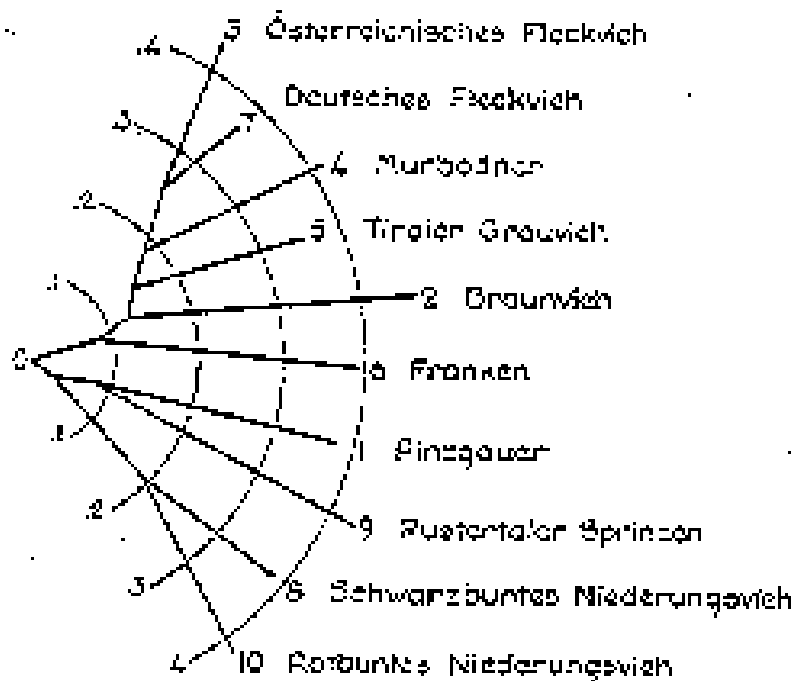 .4 3 Österreichisches Fleckvieh
3 7 Deutsches Fleckvieh
4 Murbodner
.2
5 Tiroler Grauvieh
.1
2 Braunvieh
0
6 Franken
.1
1 Pinzgauer
.2
9 Pustertaler Sprinzen
3
8 Schwarzbuntes Niederungsvieh
4 10 Rotbuntes Niederungsvieh